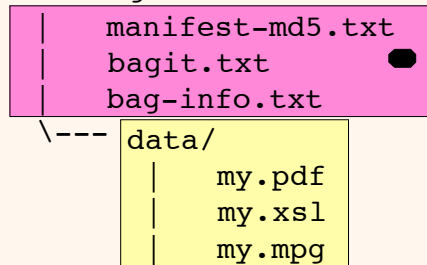 | manifest-md5.txt
| bagit.txt
| bag-info.txt
\--- data/
| my.pdf
| my.xsl
| my.mpg